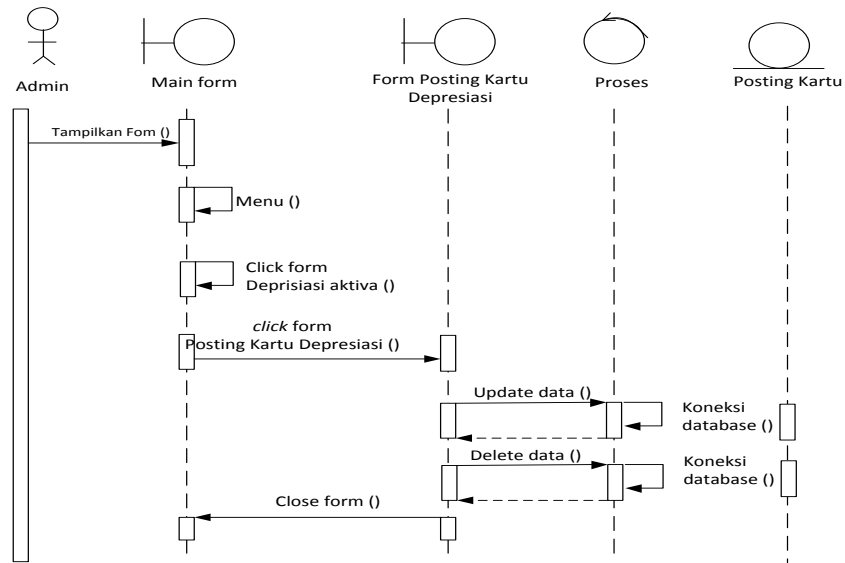 Admin
Main form
Form Posting Kartu
Depresiasi
Proses
Posting Kartu
Tampilkan Fom ()
Menu ()
Click form
Deprisiasi aktiva ()
click form
Posting Kartu Depresiasi ()
Update data ()
Koneksi
database ()
Delete data ()
Koneksi
database ()
Close form ()